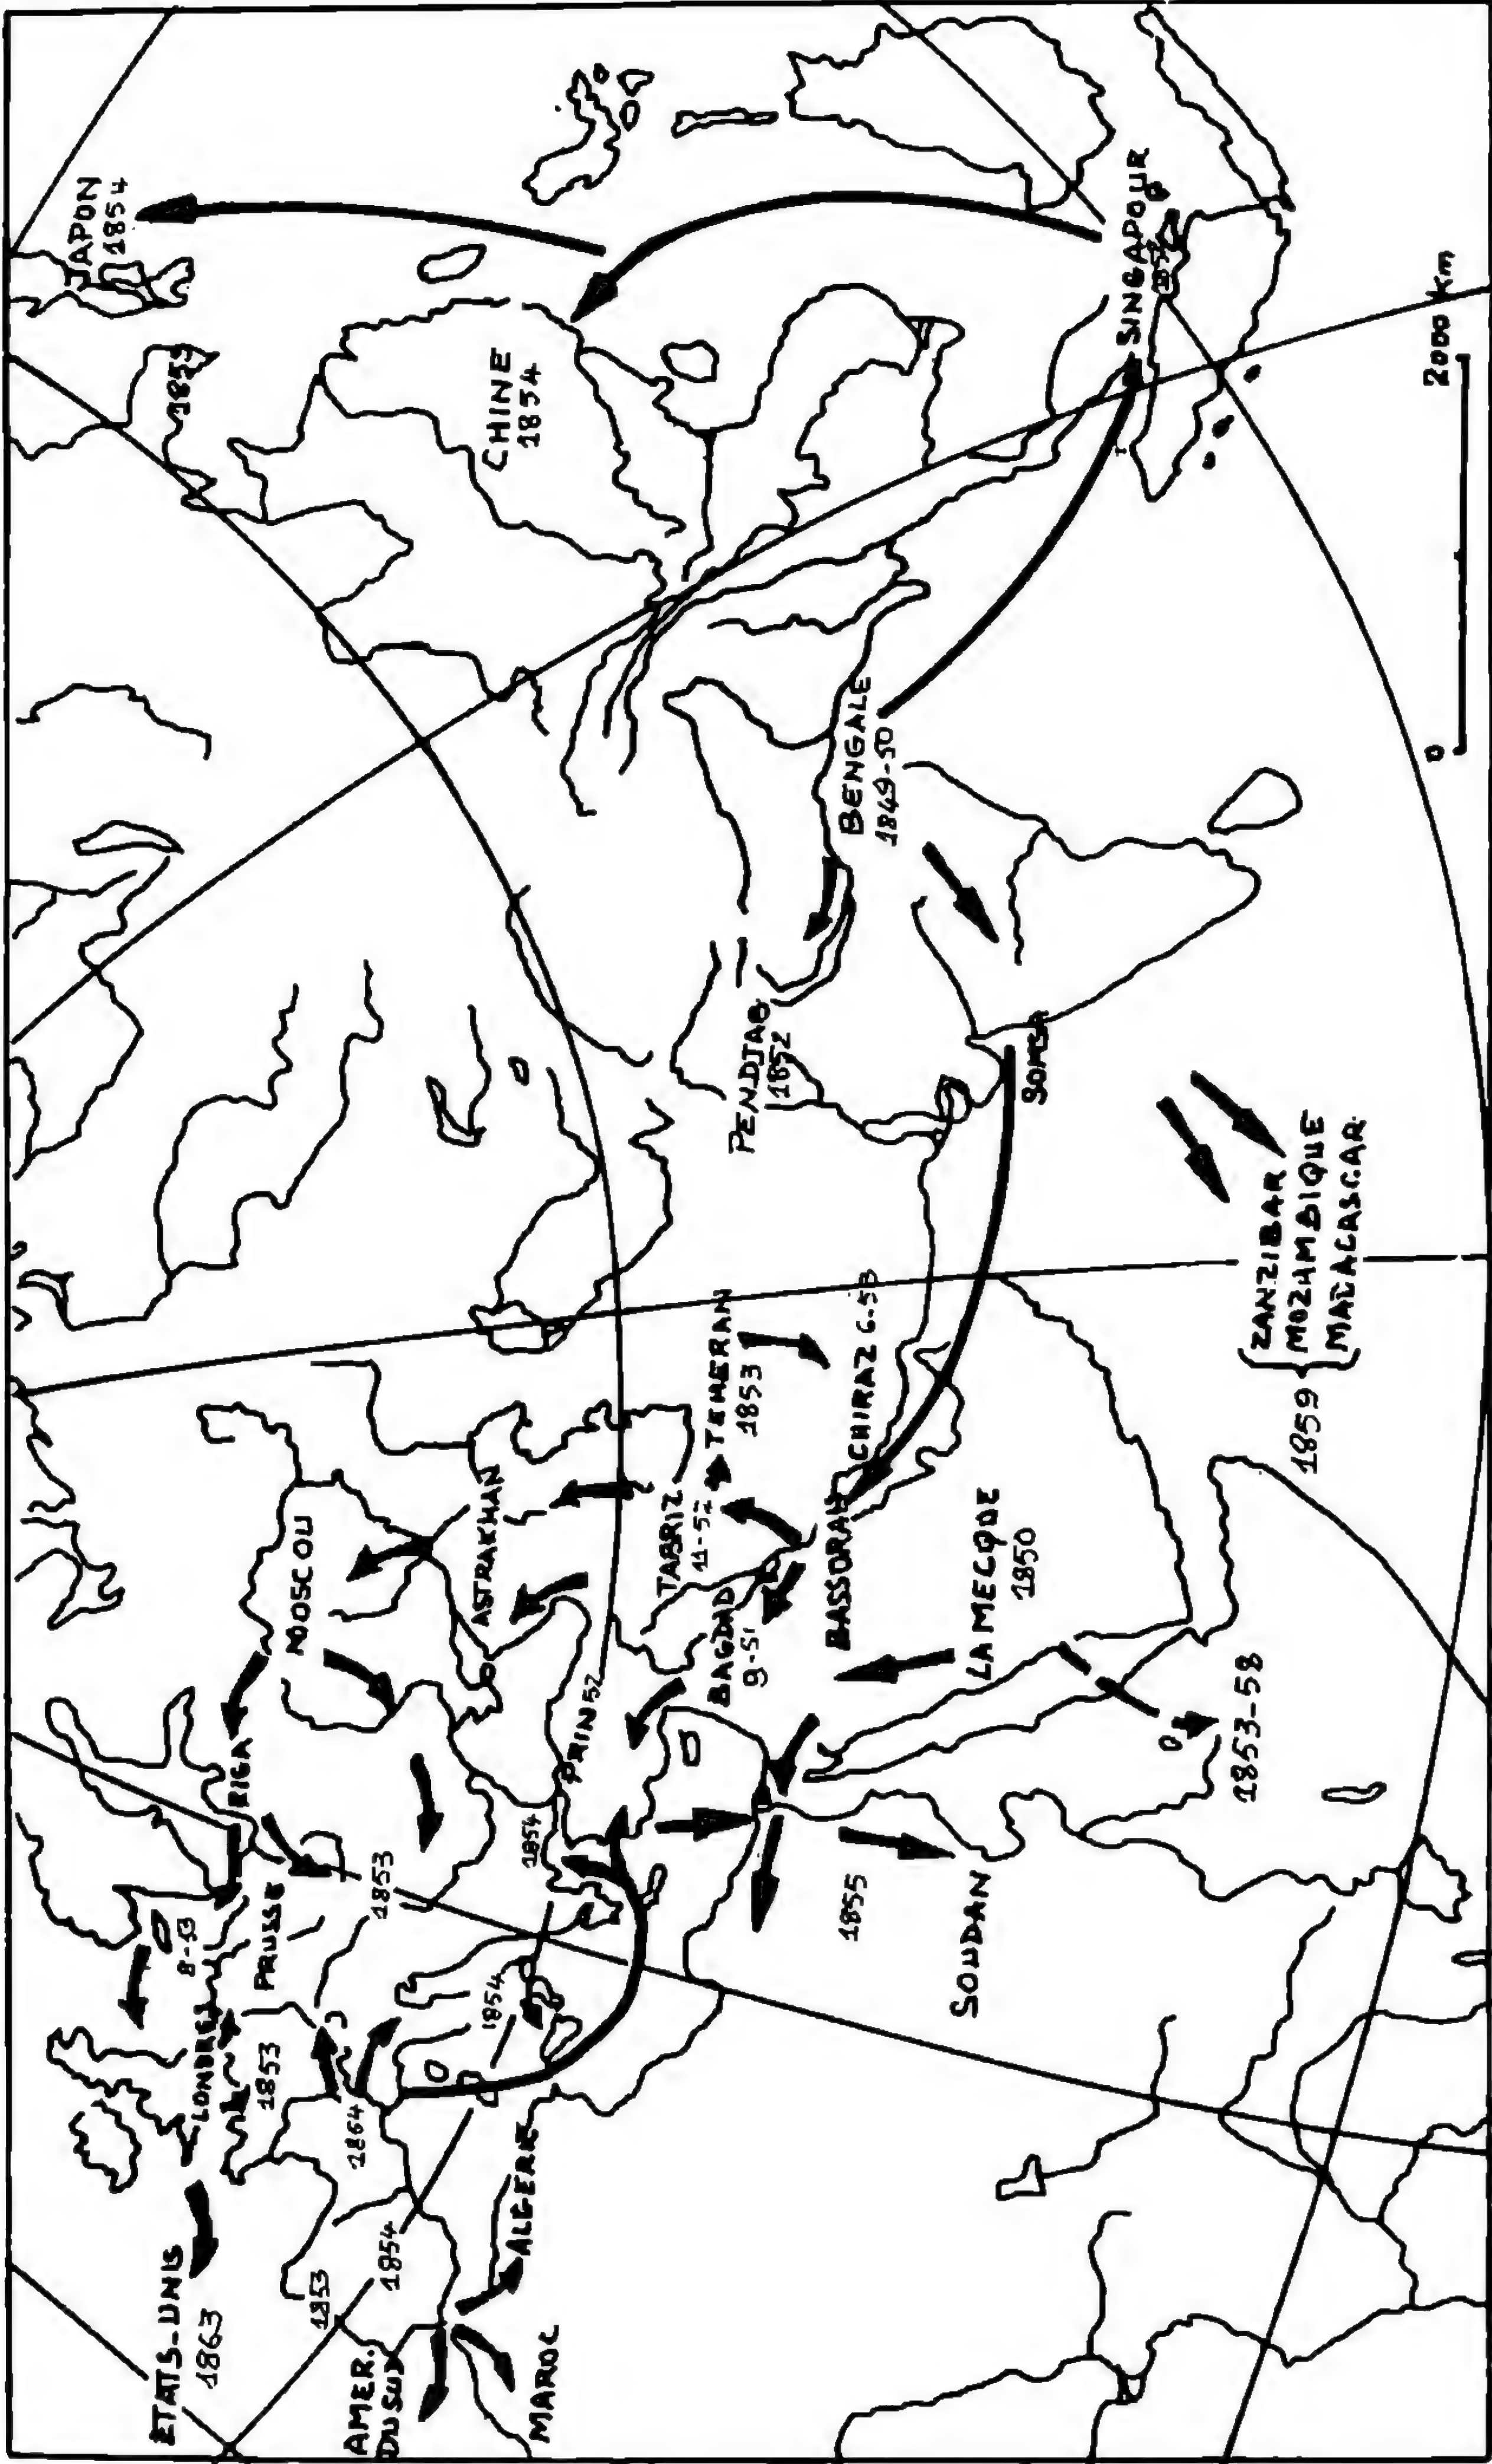 ETATS-UNIS
1863
LONDRES
8-53
RIGA
MOSCOU
PRUSSE
1853
1853
1853
1864
AMER.
DU SUD
1854
1854
1854
MAROC
ALGERIE
PRIN 52
ASTRAKHAN
TABRIZ
11-52
TEHERAN
1853
BAGDAD
9-51
BASSORAH
CHIRAZ 6-53
LA MECQUE
1850
1855
SOUDAN
1853-58
PENDJAB
1852
BENGALE
1849-50
CHINE
1854
JAPON
1854
SINGAPOUR
1859 {
ZANZIBAR
MOZAMBIQUE
MADAGASCAR
0
2000 Km